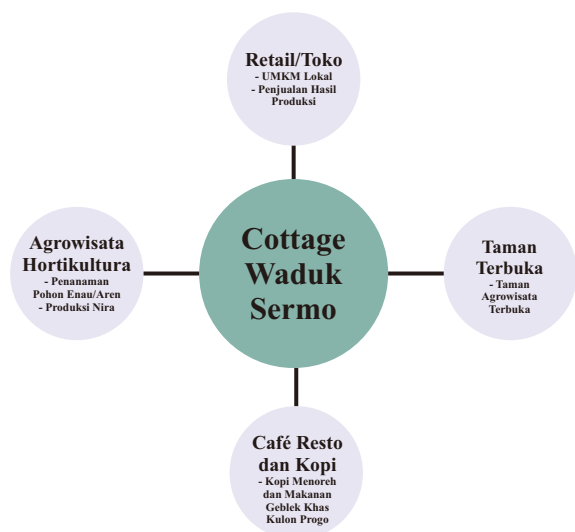 Retail/Toko
- UMKM Lokal
- Penjualan Hasil
Produksi
Agrowisata
Hortikultura
- Penanaman
Pohon Enau/Aren
- Produksi Nira
Cottage
Waduk
Sermo
Taman
Terbuka
- Taman
Agrowisata
Terbuka
Café Resto
dan Kopi
- Kopi Menoreh
dan Makanan
Geblek Khas
Kulon Progo